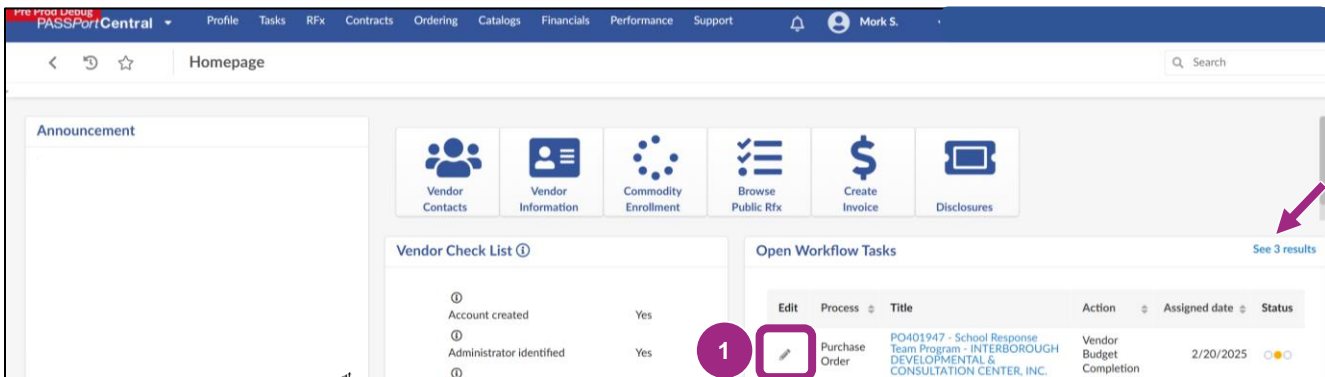 Pre Prod Debug
PASSPortCentral
Profile Tasks RFx Contracts Ordering Catalogs Financials Performance Support
Mork S.
Homepage
Search
Announcement
Vendor Contacts
Vendor Information
Commodity Enrollment
Browse Public Rfx
Create Invoice
Disclosures
Vendor Check List
Account created Yes
Administrator identified Yes
Open Workflow Tasks
See 3 results
Edit Process Title Action Assigned date Status
1
Purchase Order
PO401947 - School Response
Team Program - INTERBOROUGH
DEVELOPMENTAL &
CONSULTATION CENTER, INC.
Vendor
Budget
Completion
2/20/2025